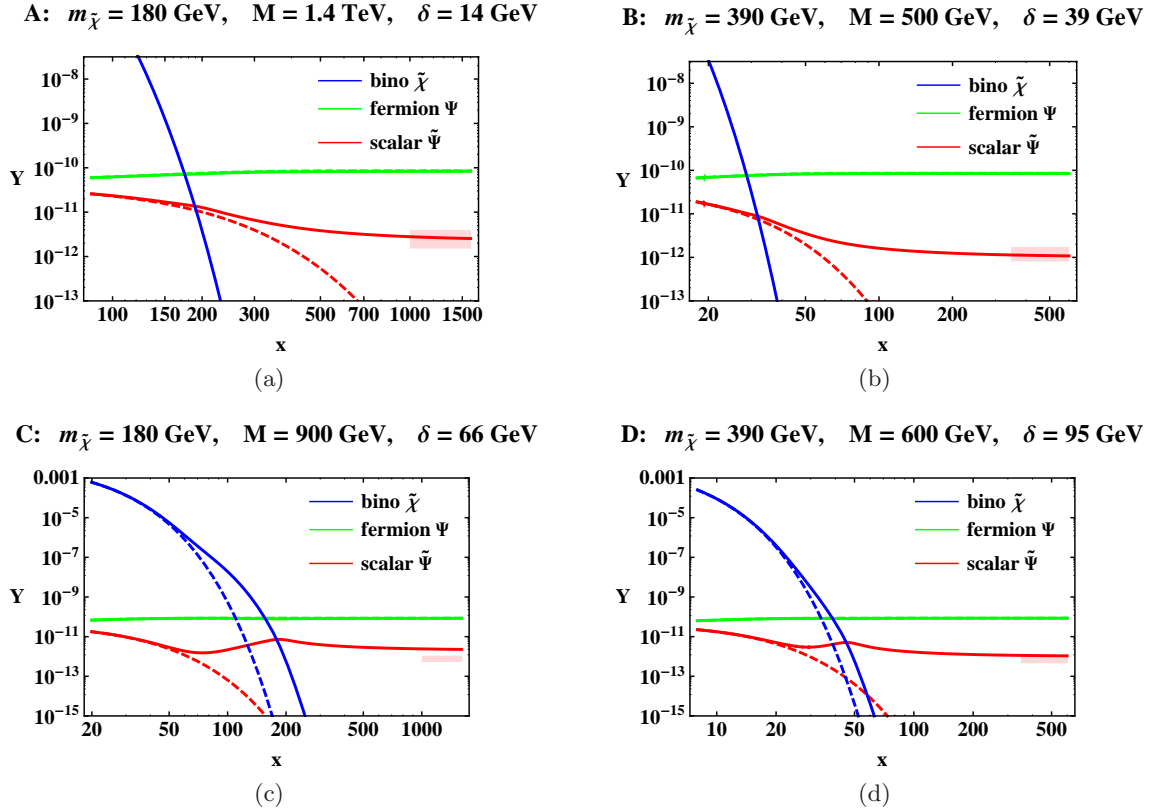 A: m_χ̃ = 180 GeV, M = 1.4 TeV, δ = 14 GeV
10⁻⁸
10⁻⁹
10⁻¹⁰
10⁻¹¹
10⁻¹²
10⁻¹³
Y
bino χ̃
fermion Ψ
scalar Ψ̃
100 150 200 300 500 700 1000 1500
x
(a)
B: m_χ̃ = 390 GeV, M = 500 GeV, δ = 39 GeV
10⁻⁸
10⁻⁹
10⁻¹⁰
10⁻¹¹
10⁻¹²
10⁻¹³
Y
bino χ̃
fermion Ψ
scalar Ψ̃
20 50 100 200 500
x
(b)
C: m_χ̃ = 180 GeV, M = 900 GeV, δ = 66 GeV
0.001
10⁻⁵
10⁻⁷
10⁻⁹
10⁻¹¹
10⁻¹³
10⁻¹⁵
Y
bino χ̃
fermion Ψ
scalar Ψ̃
20 50 100 200 500 1000
x
(c)
D: m_χ̃ = 390 GeV, M = 600 GeV, δ = 95 GeV
0.001
10⁻⁵
10⁻⁷
10⁻⁹
10⁻¹¹
10⁻¹³
10⁻¹⁵
Y
bino χ̃
fermion Ψ
scalar Ψ̃
10 20 50 100 200 500
x
(d)